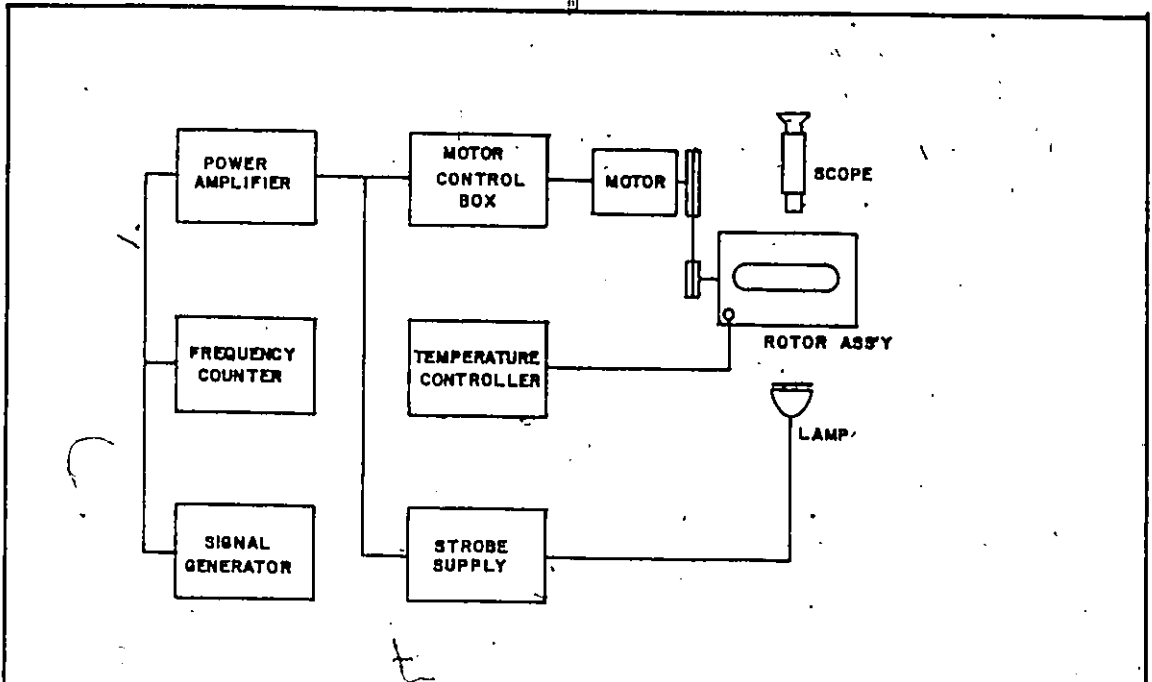 POWER
AMPLIFIER
MOTOR
CONTROL
BOX
MOTOR
SCOPE
ROTOR ASS'Y
FREQUENCY
COUNTER
TEMPERATURE
CONTROLLER
LAMP
SIGNAL
GENERATOR
STROBE
SUPPLY